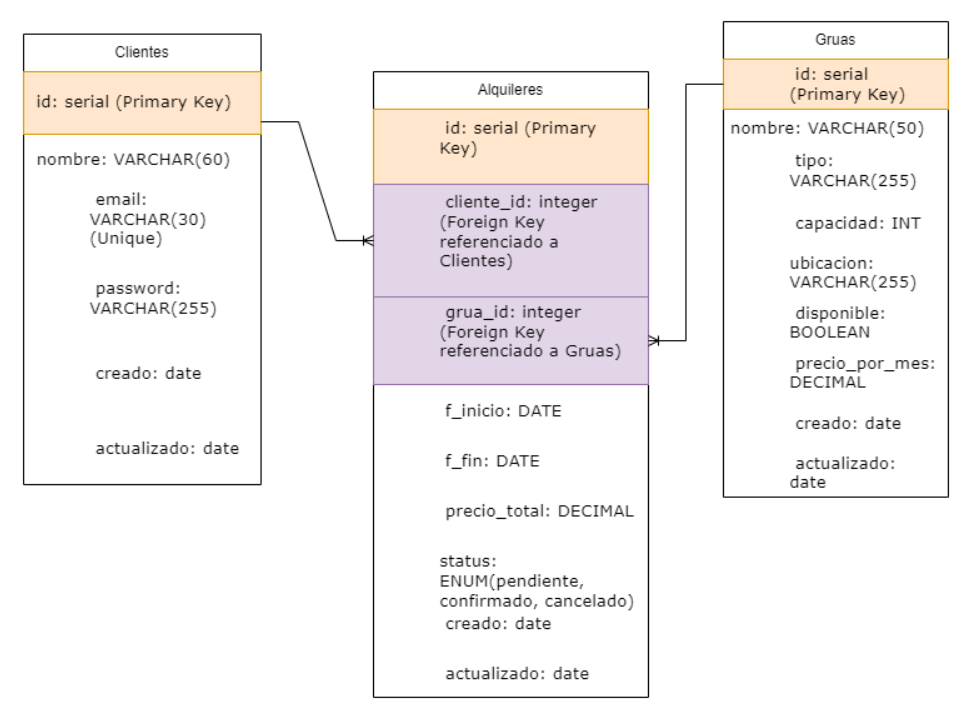 Clientes
id: serial (Primary Key)
nombre: VARCHAR(60)
email:
VARCHAR(30)
(Unique)
password:
VARCHAR(255)
creado: date
actualizado: date
Alquileres
id: serial (Primary
Key)
cliente_id: integer
(Foreign Key
referenciado a
Clientes)
grua_id: integer
(Foreign Key
referenciado a Gruas)
f_inicio: DATE
f_fin: DATE
precio_total: DECIMAL
status:
ENUM(pendiente,
confirmado, cancelado)
creado: date
actualizado: date
Gruas
id: serial
(Primary Key)
nombre: VARCHAR(50)
tipo:
VARCHAR(255)
capacidad: INT
ubicacion:
VARCHAR(255)
disponible:
BOOLEAN
precio_por_mes:
DECIMAL
creado: date
actualizado:
date